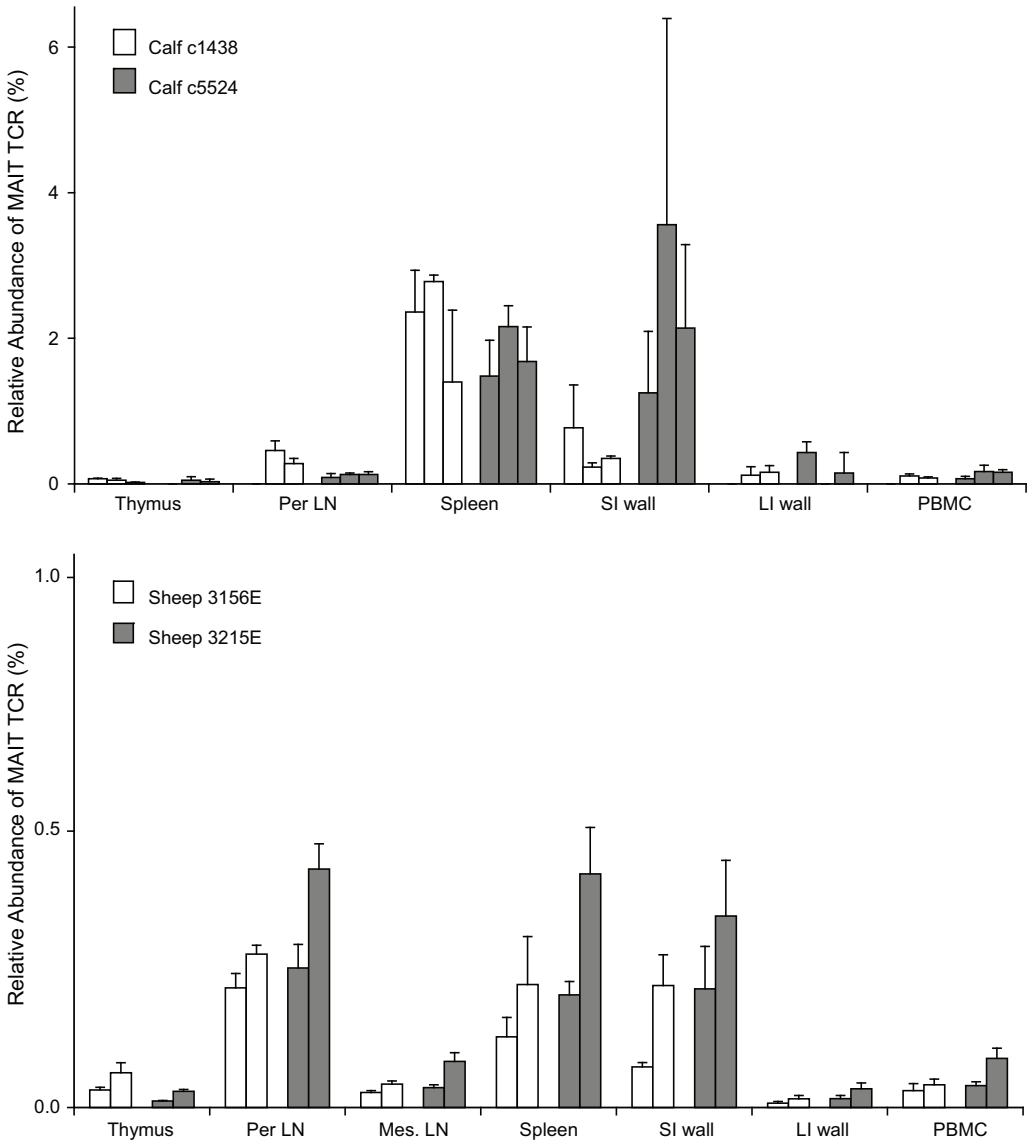 Relative Abundance of MAIT TCR (%)
6
4
2
0
Calf c1438
Calf c5524
Thymus Per LN Spleen SI wall LI wall PBMC
Relative Abundance of MAIT TCR (%)
1.0
0.5
0.0
Sheep 3156E
Sheep 3215E
Thymus Per LN Mes. LN Spleen SI wall LI wall PBMC